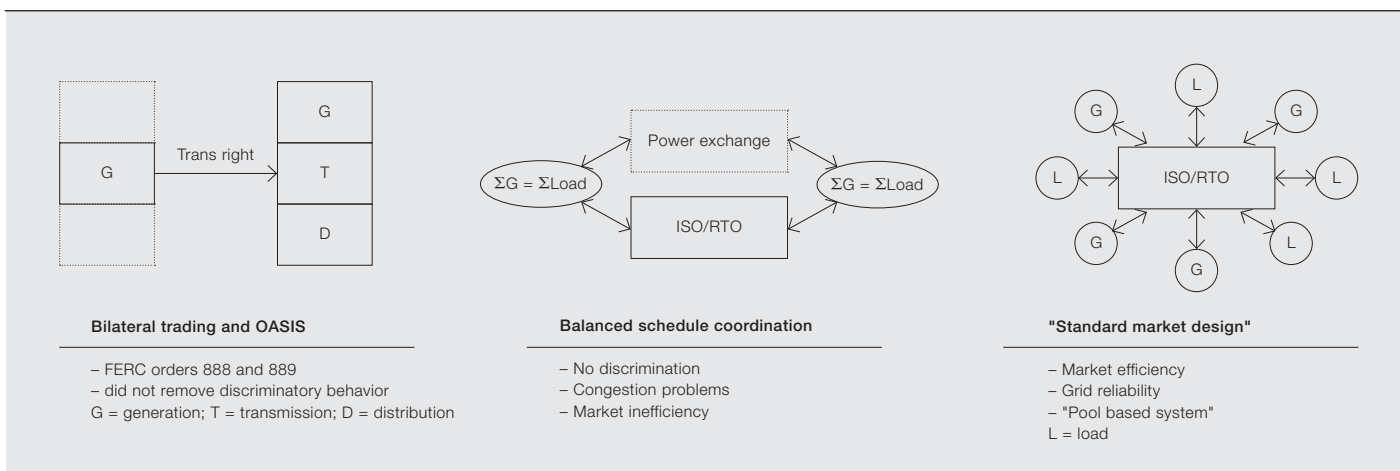 G
Trans right
G
T
D
Bilateral trading and OASIS
– FERC orders 888 and 889
– did not remove discriminatory behavior
G = generation; T = transmission; D = distribution
Power exchange
ΣG = ΣLoad
ΣG = ΣLoad
ISO/RTO
Balanced schedule coordination
– No discrimination
– Congestion problems
– Market inefficiency
L
G
G
L
ISO/RTO
L
G
L
G
"Standard market design"
– Market efficiency
– Grid reliability
– "Pool based system"
L = load